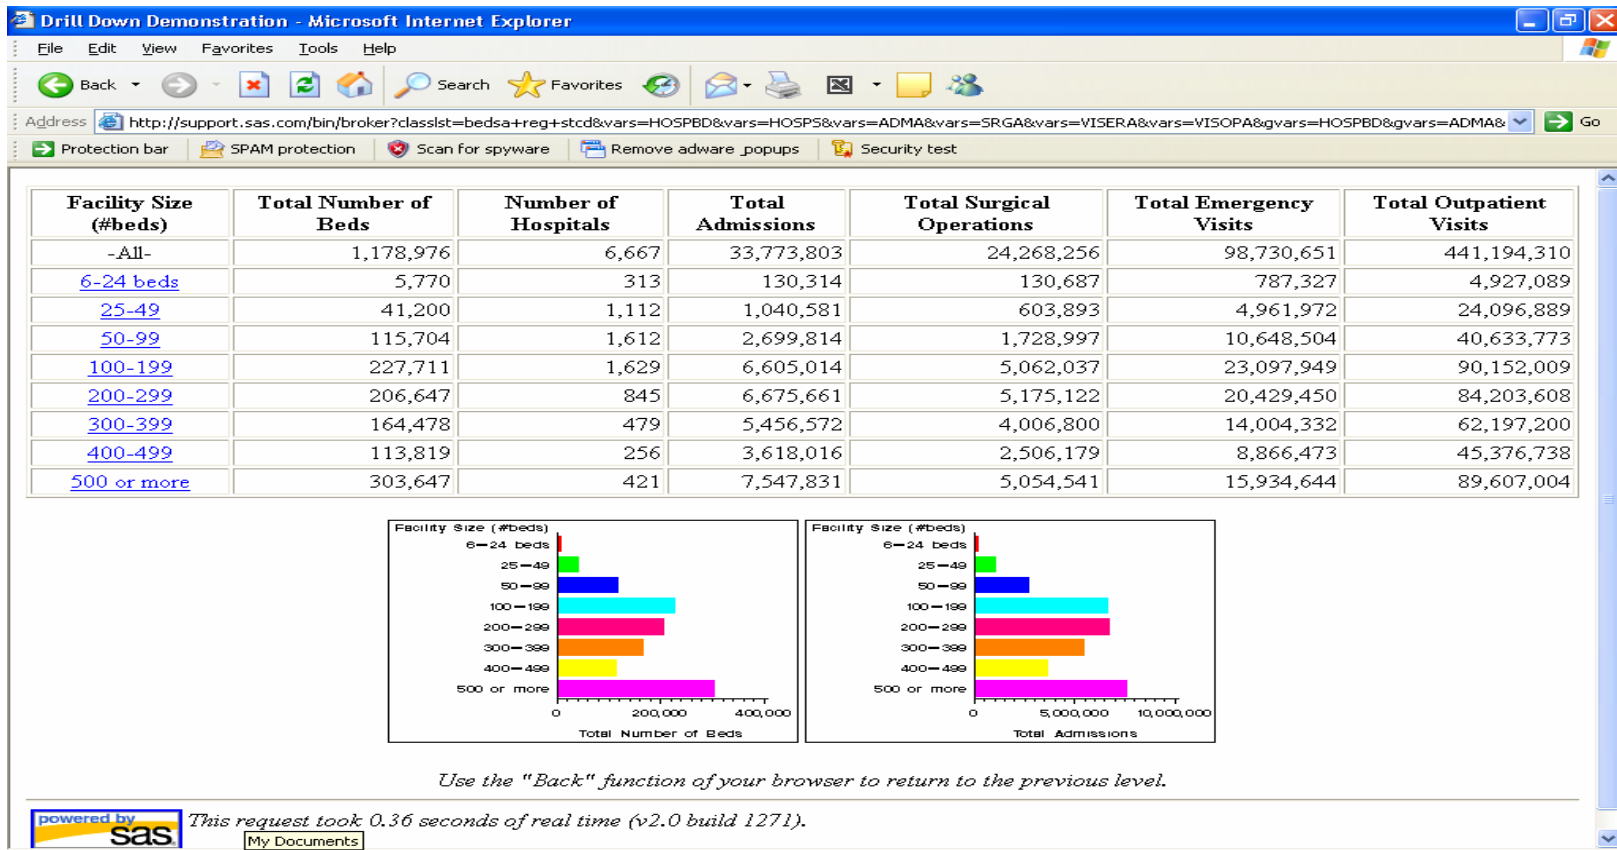 Drill Down Demonstration - Microsoft Internet Explorer
File Edit View Favorites Tools Help
Back Search Favorites
Address http://support.sas.com/bin/broker?classlst=bedsa+reg+stcd&vars=HOSPBD&vars=HOSPS&vars=ADMA&vars=SRGA&vars=VISERA&vars=VISOPA&gvars=HOSPBD&gvars=ADMA& Go
Protection bar SPAM protection Scan for spyware Remove adware_popups Security test
Facility Size Total Number of Number of Total Total Surgical Total Emergency Total Outpatient
(#beds) Beds Hospitals Admissions Operations Visits Visits
-All- 1,178,976 6,667 33,773,803 24,268,256 98,730,651 441,194,310
6-24 beds 5,770 313 130,314 130,687 787,327 4,927,089
25-49 41,200 1,112 1,040,581 603,893 4,961,972 24,096,889
50-99 115,704 1,612 2,699,814 1,728,997 10,648,504 40,633,773
100-199 227,711 1,629 6,605,014 5,062,037 23,097,949 90,152,009
200-299 206,647 845 6,675,661 5,175,122 20,429,450 84,203,608
300-399 164,478 479 5,456,572 4,006,800 14,004,332 62,197,200
400-499 113,819 256 3,618,016 2,506,179 8,866,473 45,376,738
500 or more 303,647 421 7,547,831 5,054,541 15,934,644 89,607,004
Facility Size (#beds)
6-24 beds
25-49
50-99
100-199
200-299
300-399
400-499
500 or more
0 200,000 400,000
Total Number of Beds
Facility Size (#beds)
6-24 beds
25-49
50-99
100-199
200-299
300-399
400-499
500 or more
0 5,000,000 10,000,000
Total Admissions
Use the "Back" function of your browser to return to the previous level.
powered by
sas
This request took 0.36 seconds of real time (v2.0 build 1271).
My Documents